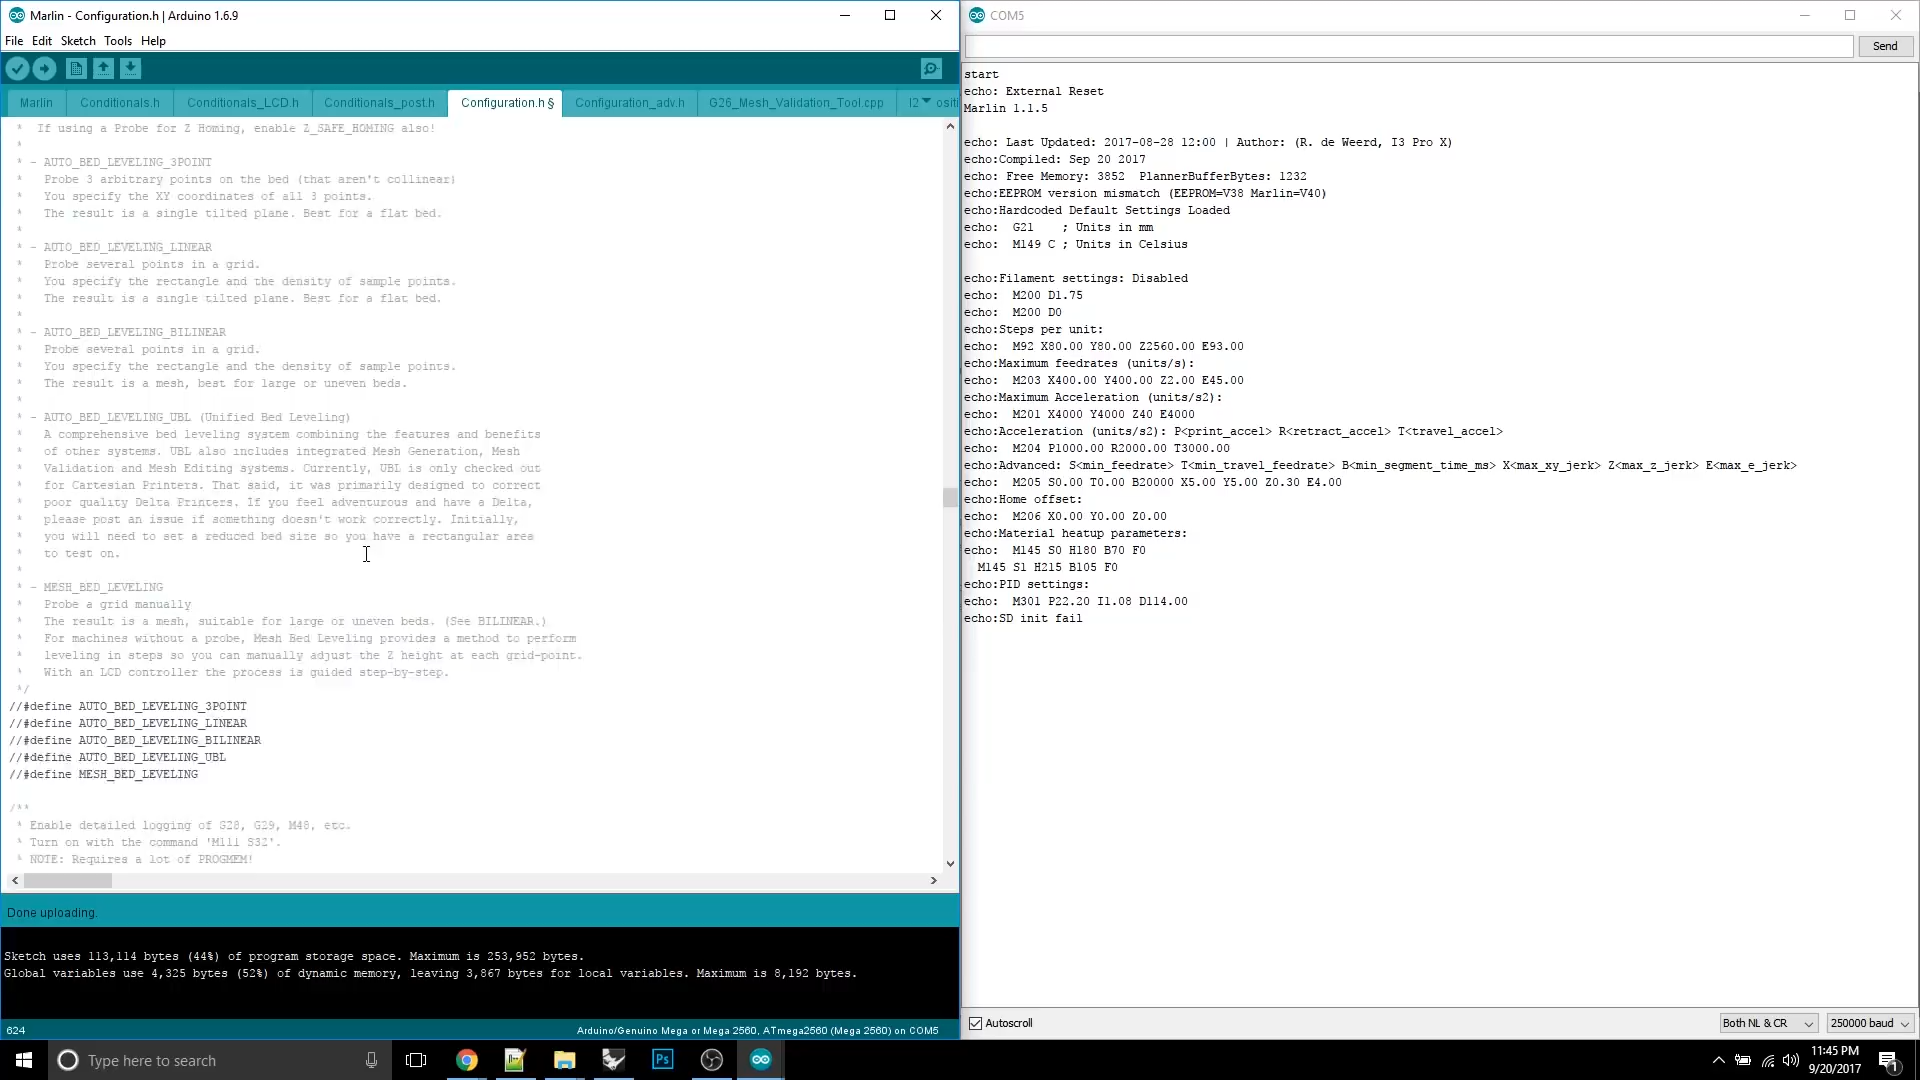 Marlin - Configuration.h | Arduino 1.6.9
File Edit Sketch Tools Help
Marlin Conditionals.h Conditionals_LCD.h Conditionals_post.h Configuration.h § Configuration_adv.h G26_Mesh_Validation_Tool.cpp I2 ositi
* If using a Probe for Z Homing, enable Z_SAFE_HOMING also!
*
* - AUTO_BED_LEVELING_3POINT
* Probe 3 arbitrary points on the bed (that aren't collinear)
* You specify the XY coordinates of all 3 points.
* The result is a single tilted plane. Best for a flat bed.
*
* - AUTO_BED_LEVELING_LINEAR
* Probe several points in a grid.
* You specify the rectangle and the density of sample points.
* The result is a single tilted plane. Best for a flat bed.
*
* - AUTO_BED_LEVELING_BILINEAR
* Probe several points in a grid.
* You specify the rectangle and the density of sample points.
* The result is a mesh, best for large or uneven beds.
*
* - AUTO_BED_LEVELING_UBL (Unified Bed Leveling)
* A comprehensive bed leveling system combining the features and benefits
* of other systems. UBL also includes integrated Mesh Generation, Mesh
* Validation and Mesh Editing systems. Currently, UBL is only checked out
* for Cartesian Printers. That said, it was primarily designed to correct
* poor quality Delta Printers. If you feel adventurous and have a Delta,
* please post an issue if something doesn't work correctly. Initially,
* you will need to set a reduced bed size so you have a rectangular area
* to test on.
*
* - MESH_BED_LEVELING
* Probe a grid manually
* The result is a mesh, suitable for large or uneven beds. (See BILINEAR.)
* For machines without a probe, Mesh Bed Leveling provides a method to perform
* leveling in steps so you can manually adjust the Z height at each grid-point.
* With an LCD controller the process is guided step-by-step.
*/
//#define AUTO_BED_LEVELING_3POINT
//#define AUTO_BED_LEVELING_LINEAR
//#define AUTO_BED_LEVELING_BILINEAR
//#define AUTO_BED_LEVELING_UBL
//#define MESH_BED_LEVELING
/**
* Enable detailed logging of G28, G29, M48, etc.
* Turn on with the command 'M111 S32'.
* NOTE: Requires a lot of PROGMEM!
Done uploading.
Sketch uses 113,114 bytes (44%) of program storage space. Maximum is 253,952 bytes.
Global variables use 4,325 bytes (52%) of dynamic memory, leaving 3,867 bytes for local variables. Maximum is 8,192 bytes.
624 Arduino/Genuino Mega or Mega 2560, ATmega2560 (Mega 2560) on COM5
COM5
Send
start
echo: External Reset
Marlin 1.1.5
echo: Last Updated: 2017-08-28 12:00 | Author: (R. de Weerd, I3 Pro X)
echo:Compiled: Sep 20 2017
echo: Free Memory: 3852 PlannerBufferBytes: 1232
echo:EEPROM version mismatch (EEPROM=V38 Marlin=V40)
echo:Hardcoded Default Settings Loaded
echo: G21 ; Units in mm
echo: M149 C ; Units in Celsius
echo:Filament settings: Disabled
echo: M200 D1.75
echo: M200 D0
echo:Steps per unit:
echo: M92 X80.00 Y80.00 Z2560.00 E93.00
echo:Maximum feedrates (units/s):
echo: M203 X400.00 Y400.00 Z2.00 E45.00
echo:Maximum Acceleration (units/s2):
echo: M201 X4000 Y4000 Z40 E4000
echo:Acceleration (units/s2): P<print_accel> R<retract_accel> T<travel_accel>
echo: M204 P1000.00 R2000.00 T3000.00
echo:Advanced: S<min_feedrate> T<min_travel_feedrate> B<min_segment_time_ms> X<max_xy_jerk> Z<max_z_jerk> E<max_e_jerk>
echo: M205 S0.00 T0.00 B20000 X5.00 Y5.00 Z0.30 E4.00
echo:Home offset:
echo: M206 X0.00 Y0.00 Z0.00
echo:Material heatup parameters:
echo: M145 S0 H180 B70 F0
M145 S1 H215 B105 F0
echo:PID settings:
echo: M301 P22.20 I1.08 D114.00
echo:SD init fail
Autoscroll Both NL & CR 250000 baud
Type here to search
Ps
11:45 PM
9/20/2017
1